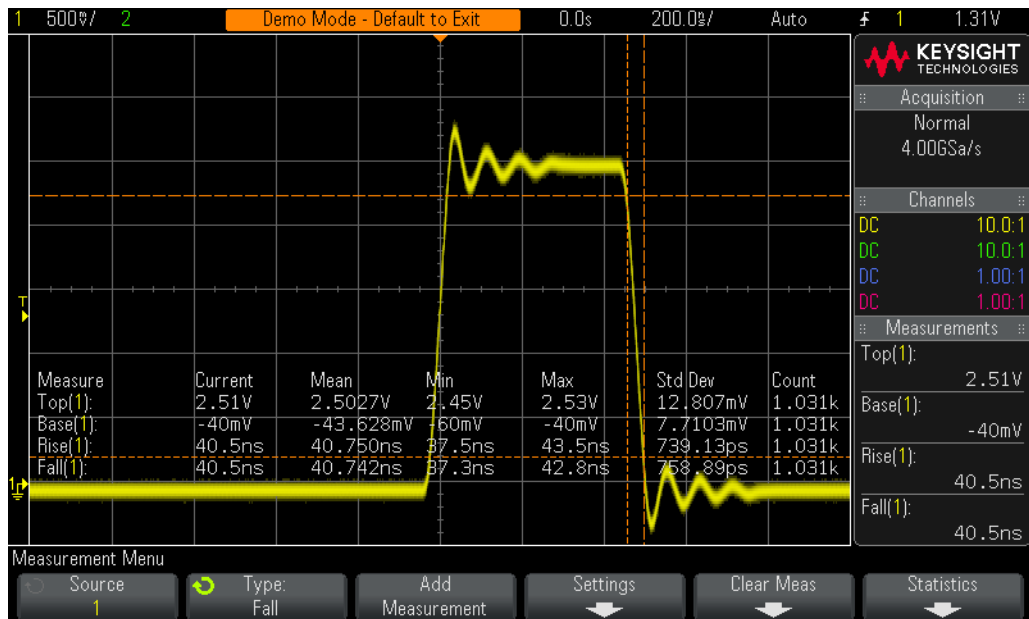 1 500mV/ 2 Demo Mode - Default to Exit 0.0s 200.0ns/ Auto 1 1.31V
KEYSIGHT
TECHNOLOGIES
Acquisition
Normal
4.00GSa/s
Channels
DC 10.0:1
DC 10.0:1
DC 1.00:1
DC 1.00:1
Measurements
Top(1):
2.51V
Base(1):
-40mV
Rise(1):
40.5ns
Fall(1):
40.5ns
T
Measure Current Mean Min Max Std Dev Count
Top(1): 2.51V 2.5027V 2.45V 2.53V 12.807mV 1.031k
Base(1): -40mV -43.628mV -60mV -40mV 7.7103mV 1.031k
Rise(1): 40.5ns 40.750ns 37.5ns 43.5ns 739.13ps 1.031k
Fall(1): 40.5ns 40.742ns 37.3ns 42.8ns 758.89ps 1.031k
1
Measurement Menu
Source
1
Type:
Fall
Add
Measurement
Settings
Clear Meas
Statistics